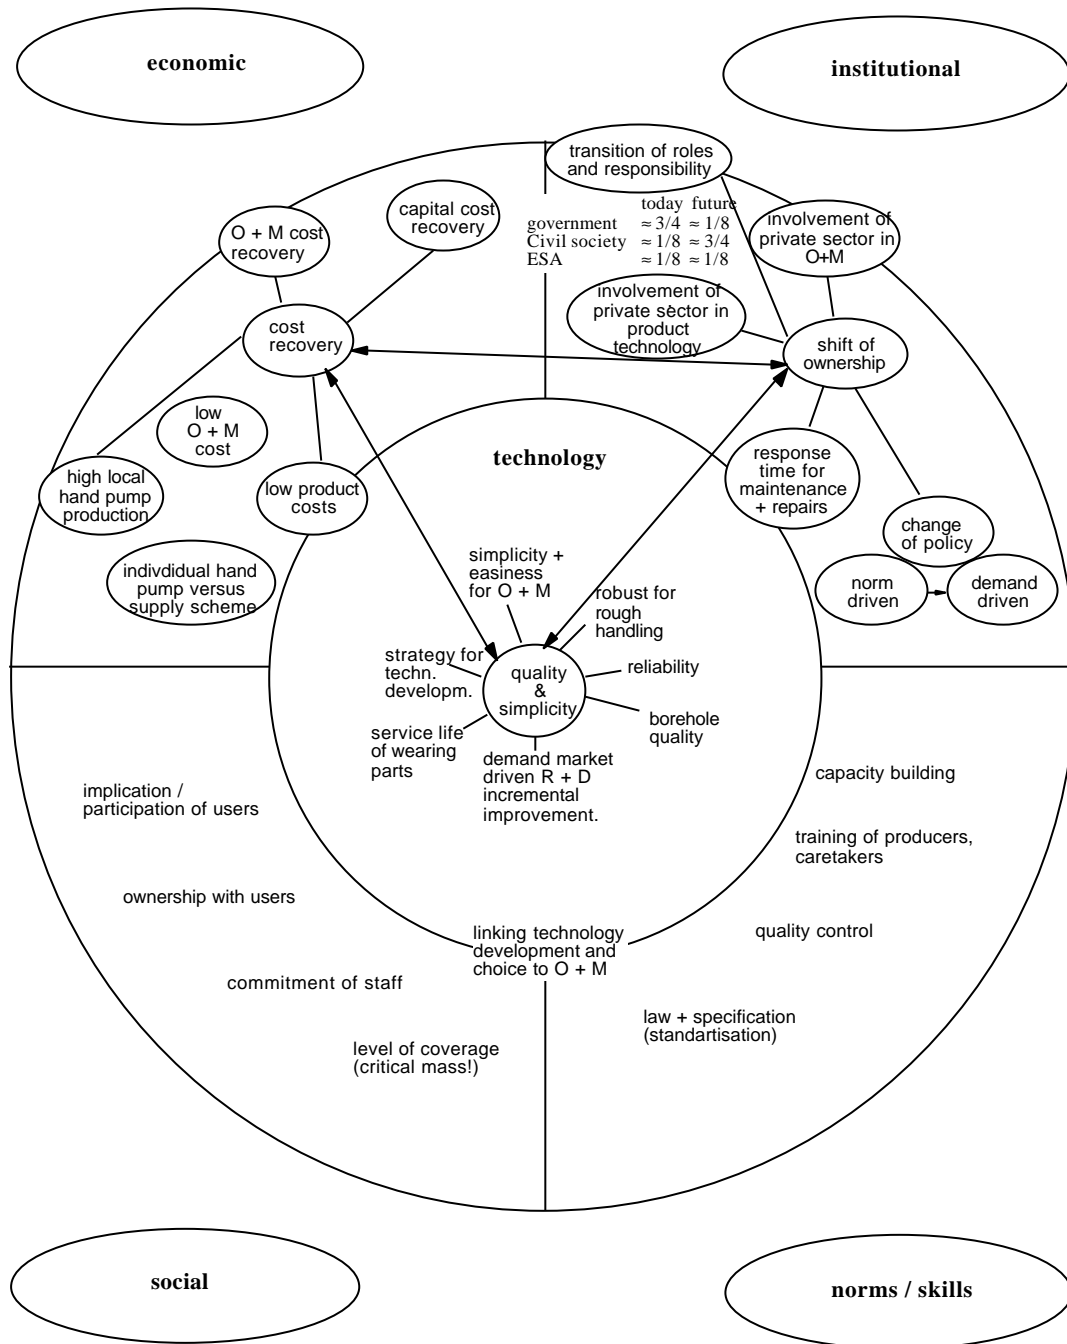 economic
institutional
transition of roles
and responsibility
today future
government ≈ 3/4 ≈ 1/8
Civil society ≈ 1/8 ≈ 3/4
ESA ≈ 1/8 ≈ 1/8
capital cost
recovery
O + M cost
recovery
involvement of
private sector in
O+M
involvement of
private sector in
product
technology
cost
recovery
shift of
ownership
low
O + M
cost
high local
hand pump
production
low product
costs
technology
response
time for
maintenance
+ repairs
change
of policy
indivdidual hand
pump versus
supply scheme
norm
driven
demand
driven
simplicity +
easiness
for O + M
robust for
rough
handling
strategy for
techn.
developm.
quality
&
simplicity
reliability
borehole
quality
service life
of wearing
parts
demand market
driven R + D
incremental
improvement.
implication /
participation of users
capacity building
training of producers,
caretakers
ownership with users
quality control
linking technology
development and
choice to O + M
commitment of staff
law + specification
(standartisation)
level of coverage
(critical mass!)
social
norms / skills